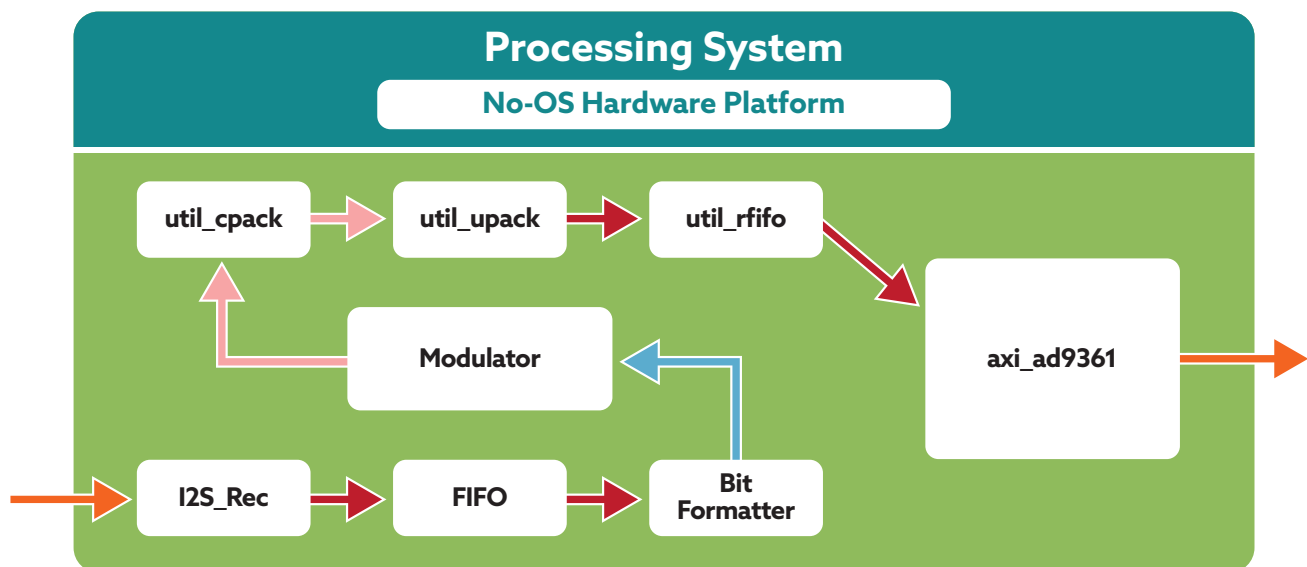 Processing System
No-OS Hardware Platform
util_cpack
util_upack
util_rfifo
Modulator
axi_ad9361
I2S_Rec
FIFO
Bit
Formatter